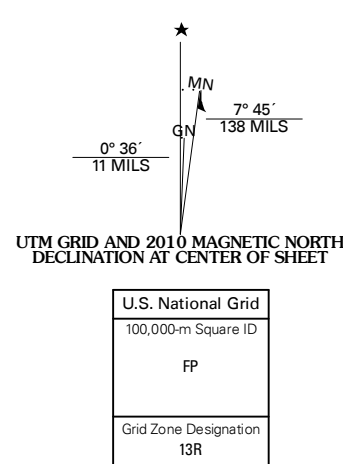 ★
MN
7° 45´
138 MILS
GN
0° 36´
11 MILS
UTM GRID AND 2010 MAGNETIC NORTH
DECLINATION AT CENTER OF SHEET
U.S. National Grid
100,000-m Square ID
FP
Grid Zone Designation
13R